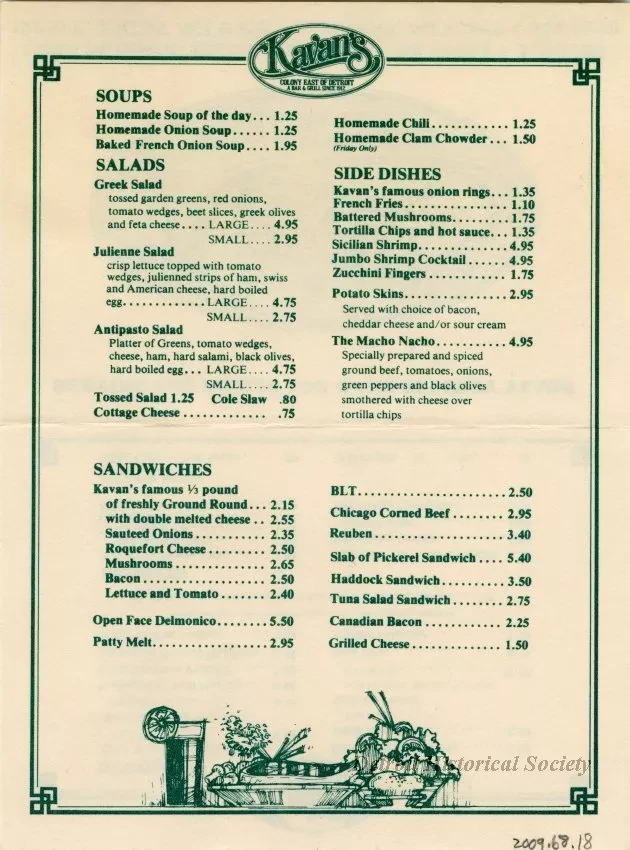 Kavan's
COLONY EAST OF DETROIT
A BAR & GRILL SINCE 1912
SOUPS
Homemade Soup of the day... 1.25
Homemade Onion Soup...... 1.25
Baked French Onion Soup.... 1.95
SALADS
Greek Salad
tossed garden greens, red onions,
tomato wedges, beet slices, greek olives
and feta cheese.... LARGE.... 4.95
SMALL.... 2.95
Julienne Salad
crisp lettuce topped with tomato
wedges, julienned strips of ham, swiss
and American cheese, hard boiled
egg............. LARGE.... 4.75
SMALL.... 2.75
Antipasto Salad
Platter of Greens, tomato wedges,
cheese, ham, hard salami, black olives,
hard boiled egg... LARGE.... 4.75
SMALL.... 2.75
Tossed Salad 1.25 Cole Slaw .80
Cottage Cheese............ .75
Homemade Chili............ 1.25
Homemade Clam Chowder... 1.50
(Friday Only)
SIDE DISHES
Kavan's famous onion rings... 1.35
French Fries................ 1.10
Battered Mushrooms......... 1.75
Tortilla Chips and hot sauce... 1.35
Sicilian Shrimp.............. 4.95
Jumbo Shrimp Cocktail..... 4.95
Zucchini Fingers............ 1.75
Potato Skins................ 2.95
Served with choice of bacon,
cheddar cheese and/or sour cream
The Macho Nacho........... 4.95
Specially prepared and spiced
ground beef, tomatoes, onions,
green peppers and black olives
smothered with cheese over
tortilla chips
SANDWICHES
Kavan's famous ⅓ pound
of freshly Ground Round... 2.15
with double melted cheese.. 2.55
Sauteed Onions........... 2.35
Roquefort Cheese......... 2.50
Mushrooms.............. 2.65
Bacon................... 2.50
Lettuce and Tomato....... 2.40
Open Face Delmonico........ 5.50
Patty Melt.................. 2.95
BLT....................... 2.50
Chicago Corned Beef........ 2.95
Reuben.................... 3.40
Slab of Pickerel Sandwich.... 5.40
Haddock Sandwich.......... 3.50
Tuna Salad Sandwich........ 2.75
Canadian Bacon............ 2.25
Grilled Cheese.............. 1.50
Detroit Historical Society
2009.68.18